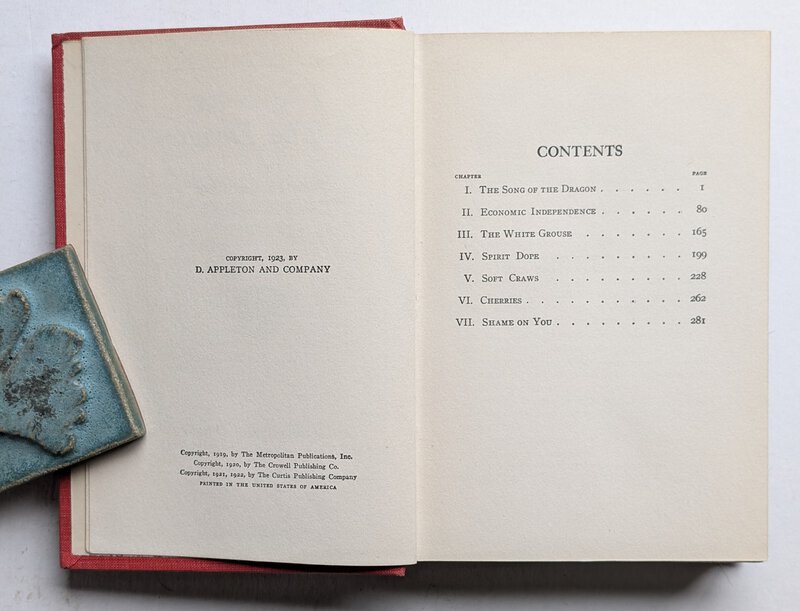 COPYRIGHT, 1923, BY
D. APPLETON AND COMPANY
Copyright, 1919, by The Metropolitan Publications, Inc.
Copyright, 1920, by The Crowell Publishing Co.
Copyright, 1921, 1922, by The Curtis Publishing Company
PRINTED IN THE UNITED STATES OF AMERICA
CONTENTS
CHAPTER PAGE
I. The Song of the Dragon . . . . . . 1
II. Economic Independence . . . . . . 80
III. The White Grouse . . . . . . . 165
IV. Spirit Dope . . . . . . . . 199
V. Soft Craws . . . . . . . . 228
VI. Cherries . . . . . . . . . . 262
VII. Shame on You . . . . . . . . 281